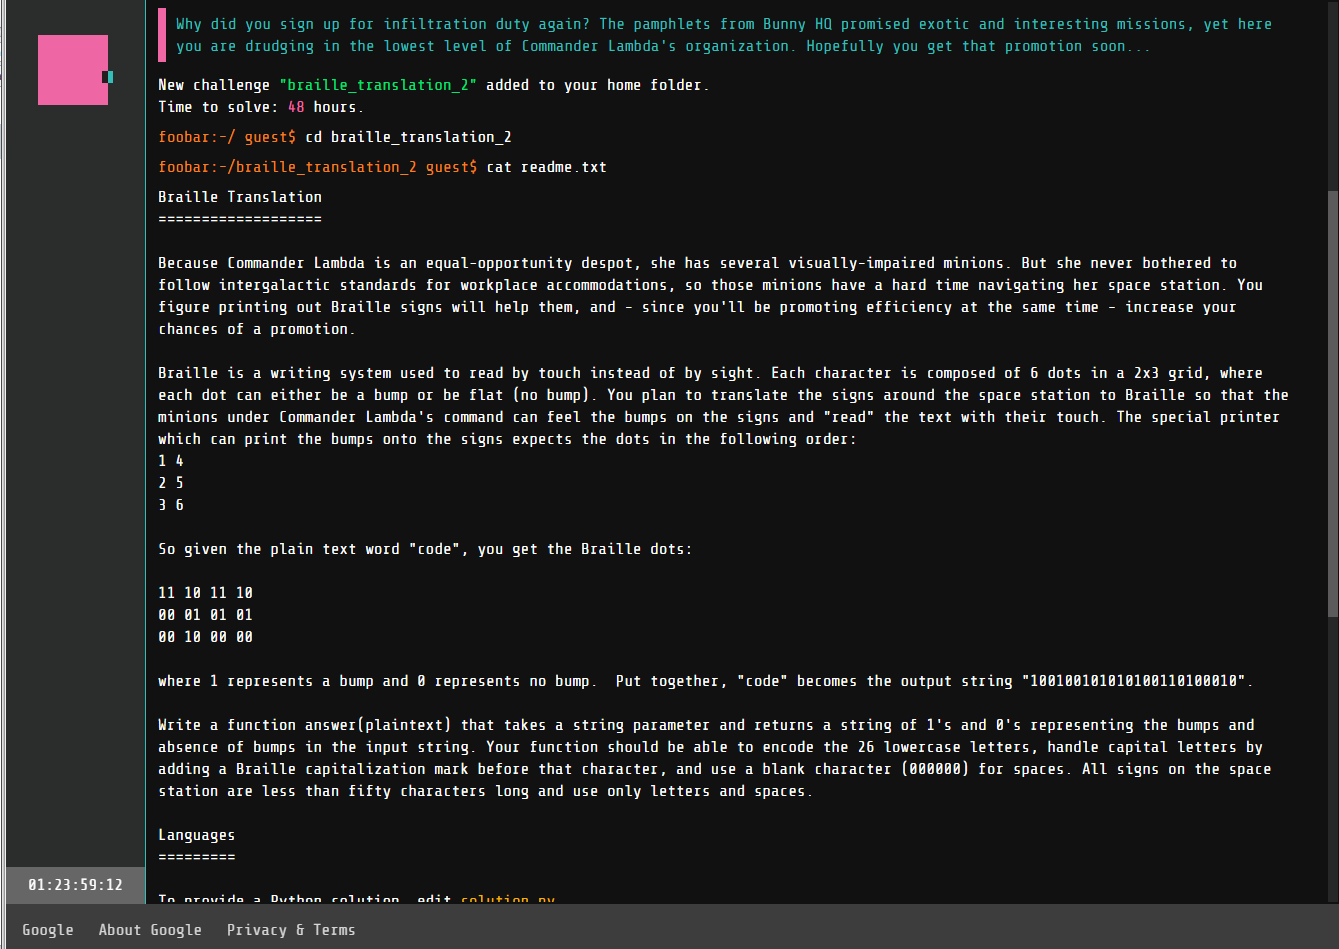 Why did you sign up for infiltration duty again? The pamphlets from Bunny HQ promised exotic and interesting missions, yet here
you are drudging in the lowest level of Commander Lambda's organization. Hopefully you get that promotion soon...
New challenge "braille_translation_2" added to your home folder.
Time to solve: 48 hours.
foobar:~/ guest$ cd braille_translation_2
foobar:~/braille_translation_2 guest$ cat readme.txt
Braille Translation
===================
Because Commander Lambda is an equal-opportunity despot, she has several visually-impaired minions. But she never bothered to
follow intergalactic standards for workplace accommodations, so those minions have a hard time navigating her space station. You
figure printing out Braille signs will help them, and - since you'll be promoting efficiency at the same time - increase your
chances of a promotion.
Braille is a writing system used to read by touch instead of by sight. Each character is composed of 6 dots in a 2x3 grid, where
each dot can either be a bump or be flat (no bump). You plan to translate the signs around the space station to Braille so that the
minions under Commander Lambda's command can feel the bumps on the signs and "read" the text with their touch. The special printer
which can print the bumps onto the signs expects the dots in the following order:
1 4
2 5
3 6
So given the plain text word "code", you get the Braille dots:
11 10 11 10
00 01 01 01
00 10 00 00
where 1 represents a bump and 0 represents no bump.  Put together, "code" becomes the output string "100100101010100110100010".
Write a function answer(plaintext) that takes a string parameter and returns a string of 1's and 0's representing the bumps and
absence of bumps in the input string. Your function should be able to encode the 26 lowercase letters, handle capital letters by
adding a Braille capitalization mark before that character, and use a blank character (000000) for spaces. All signs on the space
station are less than fifty characters long and use only letters and spaces.
Languages
=========
To provide a Python solution, edit solution.py
01:23:59:12
Google About Google Privacy & Terms